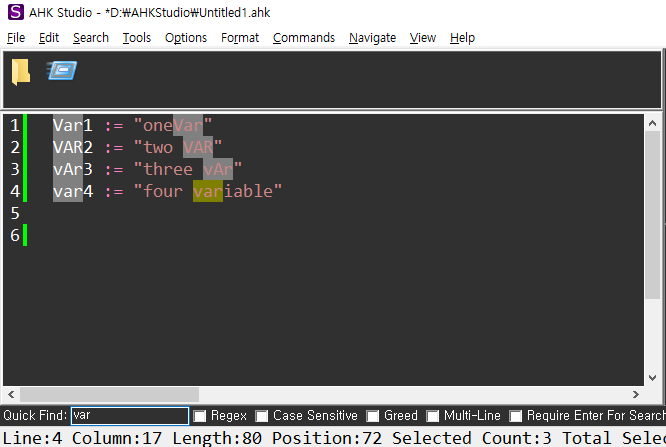 AHK Studio - *D:₩AHKStudio₩Untitled1.ahk
File Edit Search Tools Options Format Commands Navigate View Help
1 Var1 := "oneVar"
2 VAR2 := "two VAR"
3 vAr3 := "three vAr"
4 var4 := "four variable"
5
6
Quick Find: var Regex Case Sensitive Greed Multi-Line Require Enter For Search
Line:4 Column:17 Length:80 Position:72 Selected Count:3 Total Selec